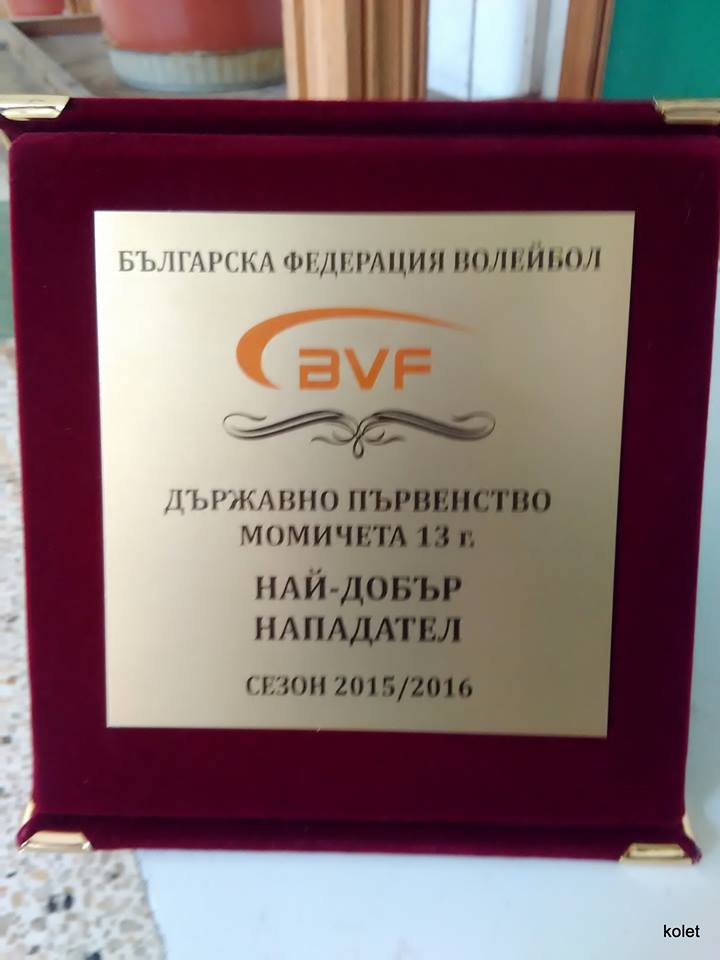 БЪЛГАРСКА ФЕДЕРАЦИЯ ВОЛЕЙБОЛ
BVF
ДЪРЖАВНО ПЪРВЕНСТВО
МОМИЧЕТА 13 г.
НАЙ-ДОБЪР
НАПАДАТЕЛ
СЕЗОН 2015/2016
kolet